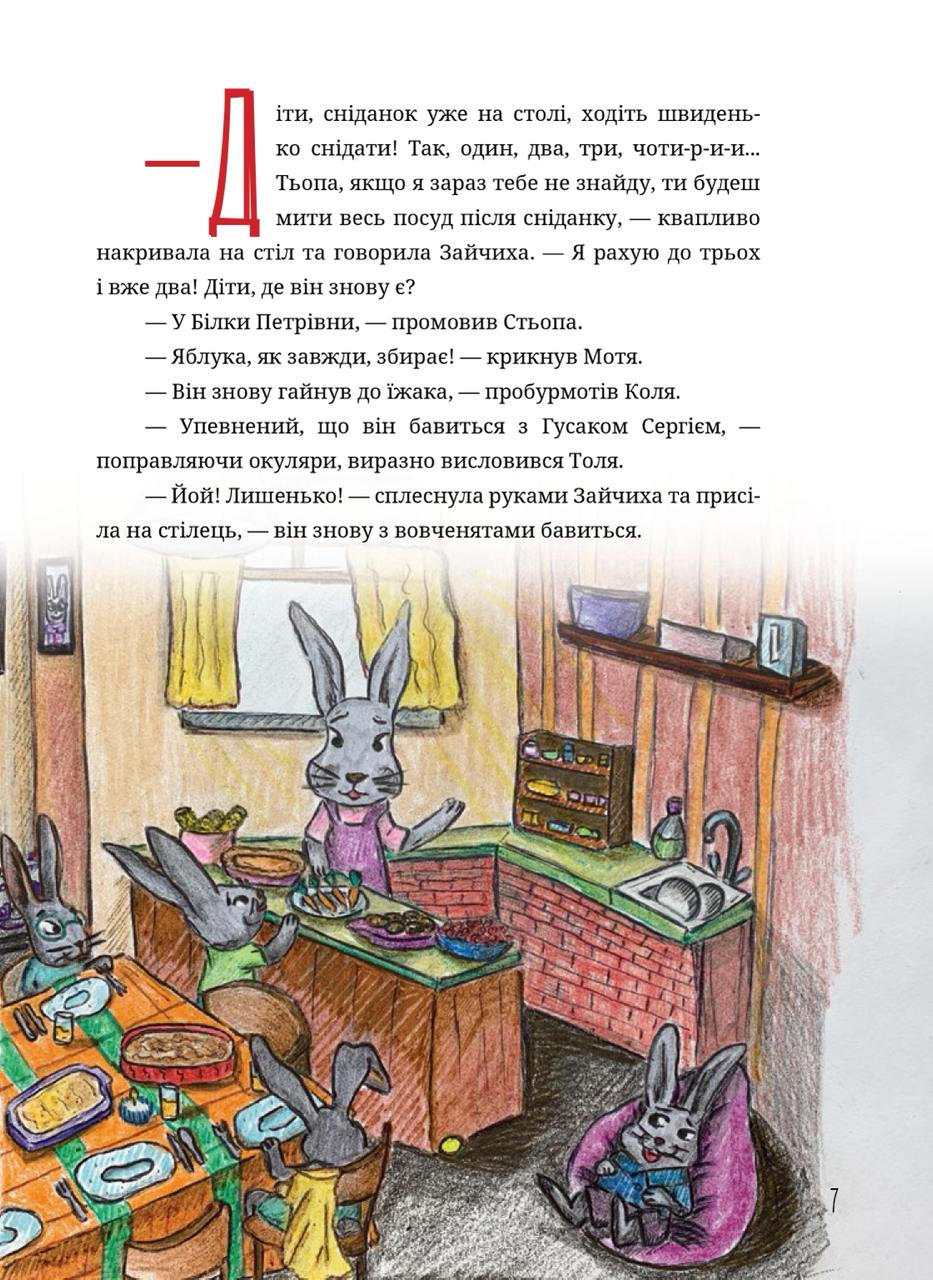 — Діти, сніданок уже на столі, ходіть швидень-
ко снідати! Так, один, два, три, чоти-р-и-и...
Тьопа, якщо я зараз тебе не знайду, ти будеш
мити весь посуд після сніданку, — квапливо
накривала на стіл та говорила Зайчиха. — Я рахую до трьох
і вже два! Діти, де він знову є?
— У Білки Петрівни, — промовив Стьопа.
— Яблука, як завжди, збирає! — крикнув Мотя.
— Він знову гайнув до їжака, — пробурмотів Коля.
— Упевнений, що він бавиться з Гусаком Сергієм, —
поправляючи окуляри, виразно висловився Толя.
— Йой! Лишенько! — сплеснула руками Зайчиха та присі-
ла на стілець, — він знову з вовченятами бавиться.
7